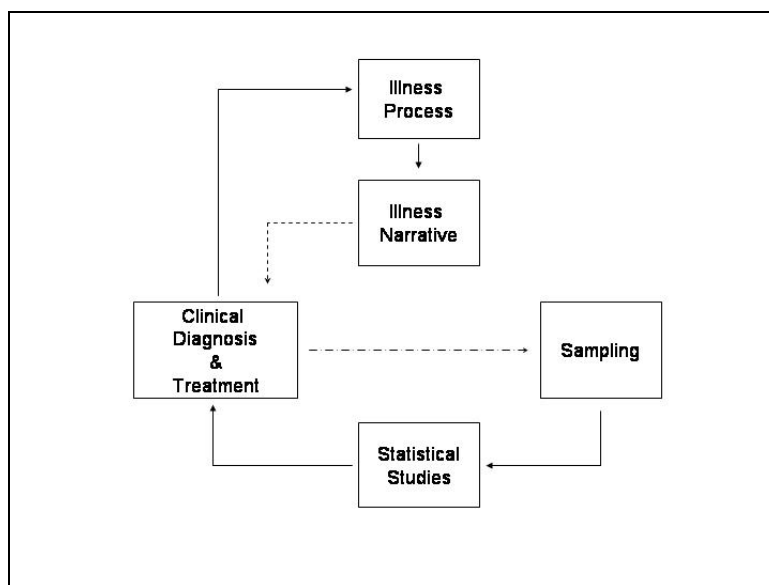 Illness
Process
Illness
Narrative
Clinical
Diagnosis
&
Treatment
Sampling
Statistical
Studies